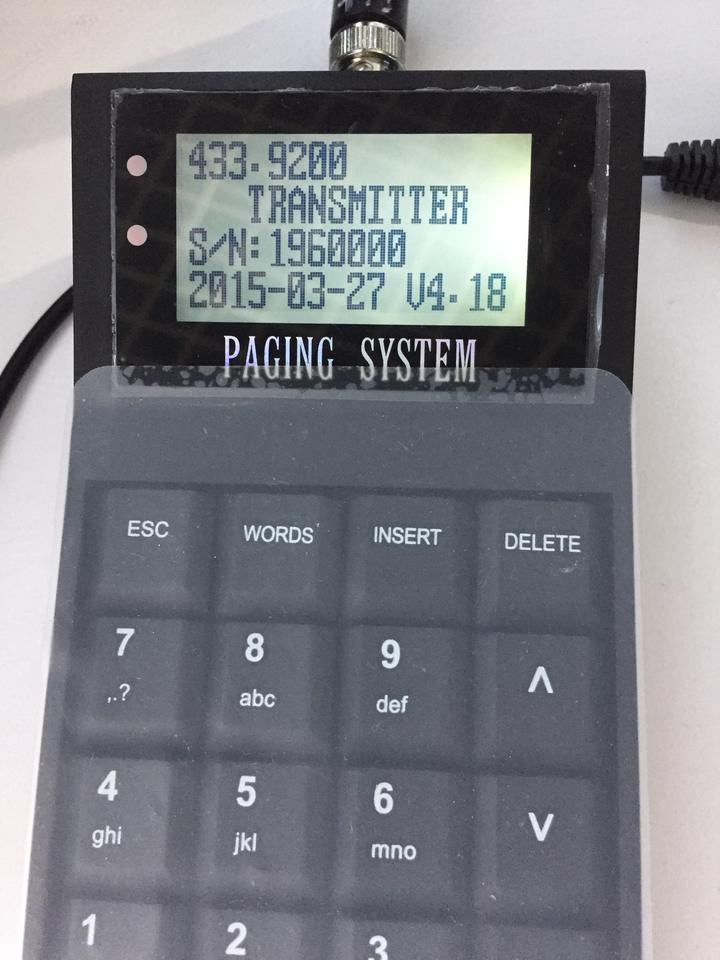 433.9200
TRANSMITTER
S/N:1960000
2015-03-27 V4.18
PAGING SYSTEM
ESC WORDS INSERT DELETE
7 8 9 ʌ
,.? abc def
4 5 6 v
ghi jkl mno
1 2 3